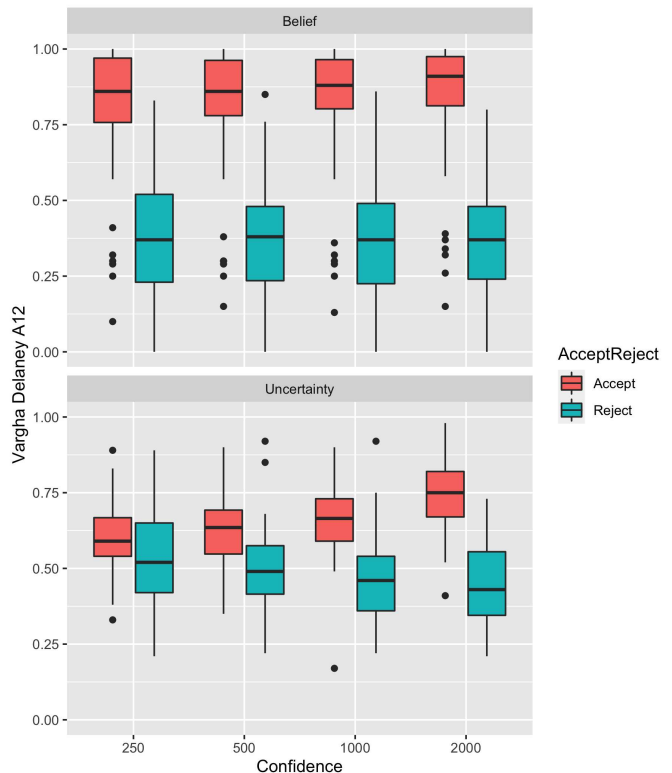 Belief
1.00
0.75
0.50
0.25
0.00
Uncertainty
1.00
0.75
0.50
0.25
0.00
250 500 1000 2000
Confidence
Vargha Delaney A12
AcceptReject
Accept
Reject